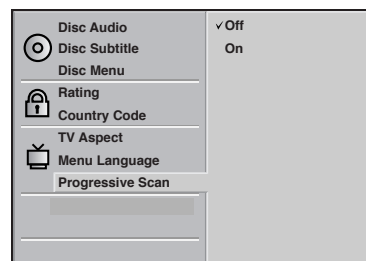 Disc Audio
Disc Subtitle
Disc Menu
Rating
Country Code
TV Aspect
Menu Language
Progressive Scan
✓Off
On